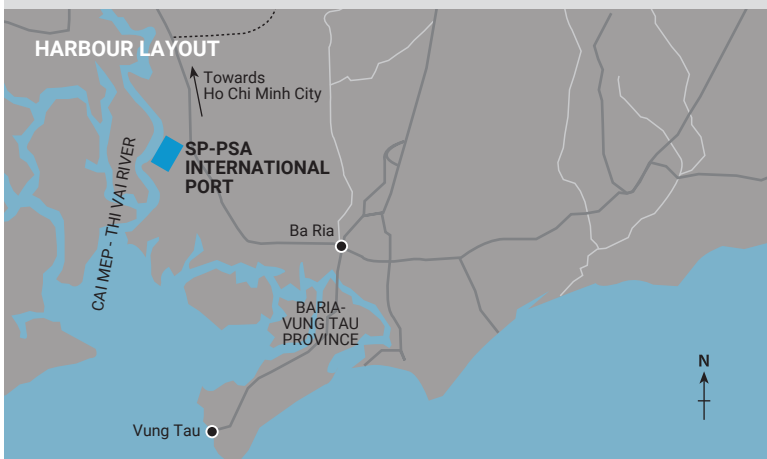 HARBOUR LAYOUT
Towards
Ho Chi Minh City
SP-PSA
INTERNATIONAL
PORT
CAI MEP - THI VAI RIVER
Ba Ria
BARIA-
VUNG TAU
PROVINCE
N
Vung Tau